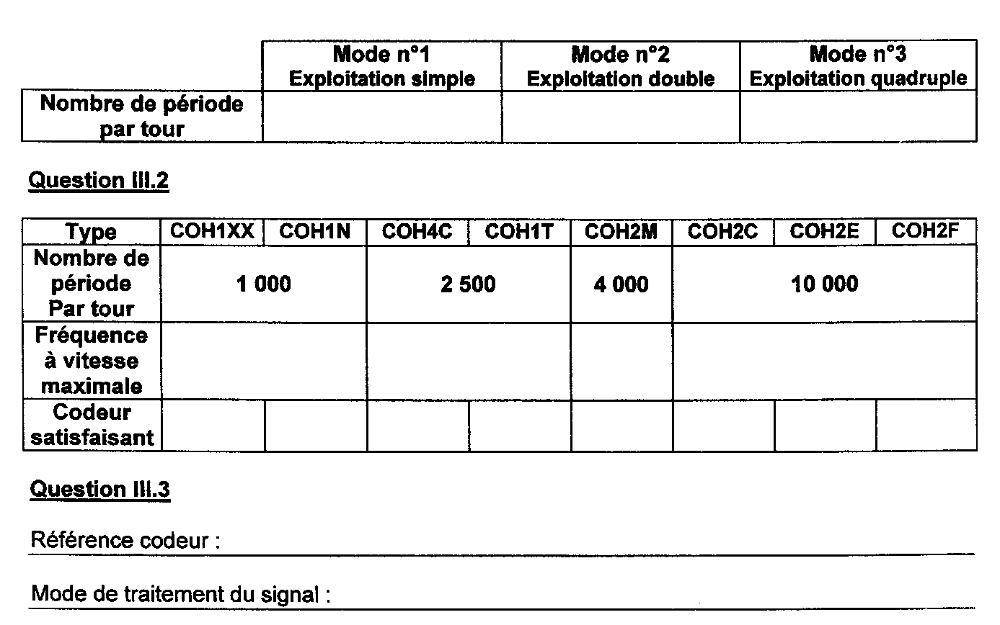 Mode n°1 Mode n°2 Mode n°3
Exploitation simple Exploitation double Exploitation quadruple
Nombre de période
par tour
Question III.2
Type COH1XX COH1N COH4C COH1T COH2M COH2C COH2E COH2F
Nombre de
période
Par tour
1 000 2 500 4 000 10 000
Fréquence
à vitesse
maximale
Codeur
satisfaisant
Question III.3
Référence codeur :
Mode de traitement du signal :